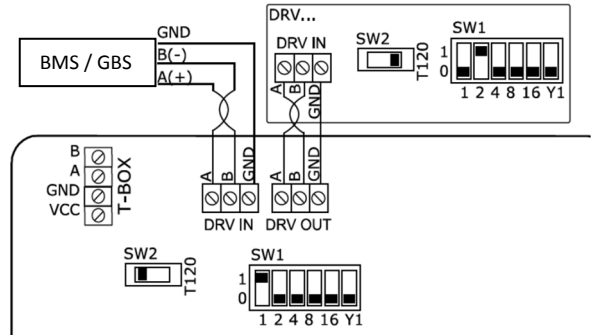 DRV...
GND
B(-)
A(+)
BMS / GBS
DRV IN
A
B
GND
SW2
T120
SW1
1
0
1 2 4 8 16 Y1
B
A
GND
VCC
T-BOX
A
B
GND
A
B
GND
DRV IN
DRV OUT
SW2
T120
SW1
1
0
1 2 4 8 16 Y1